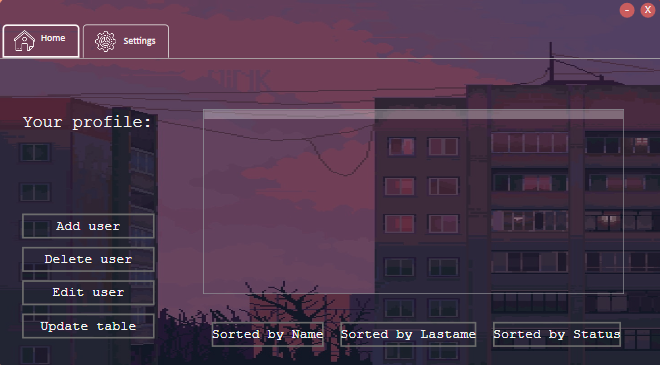 - X
Home
Settings
Your profile:
Add user
Delete user
Edit user
Update table
Sorted by Name
Sorted by Lastame
Sorted by Status